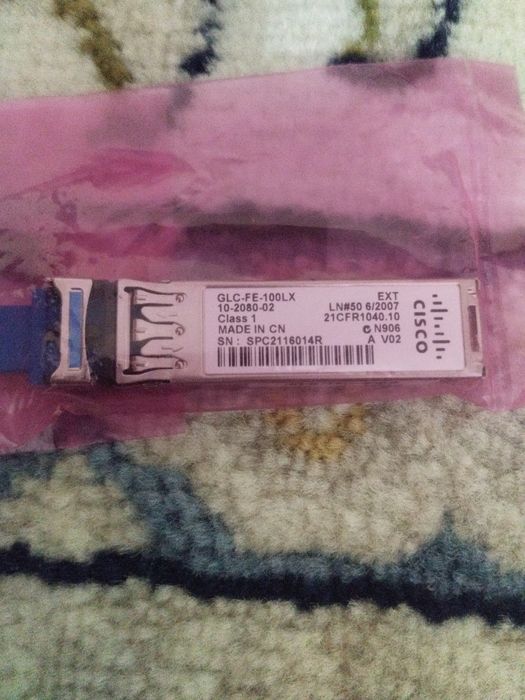 GLC-FE-100LX EXT
10-2080-02 LN#50 6/2007
Class 1 21CFR1040.10
MADE IN CN N906
SN : SPC2116014R A V02
CISCO